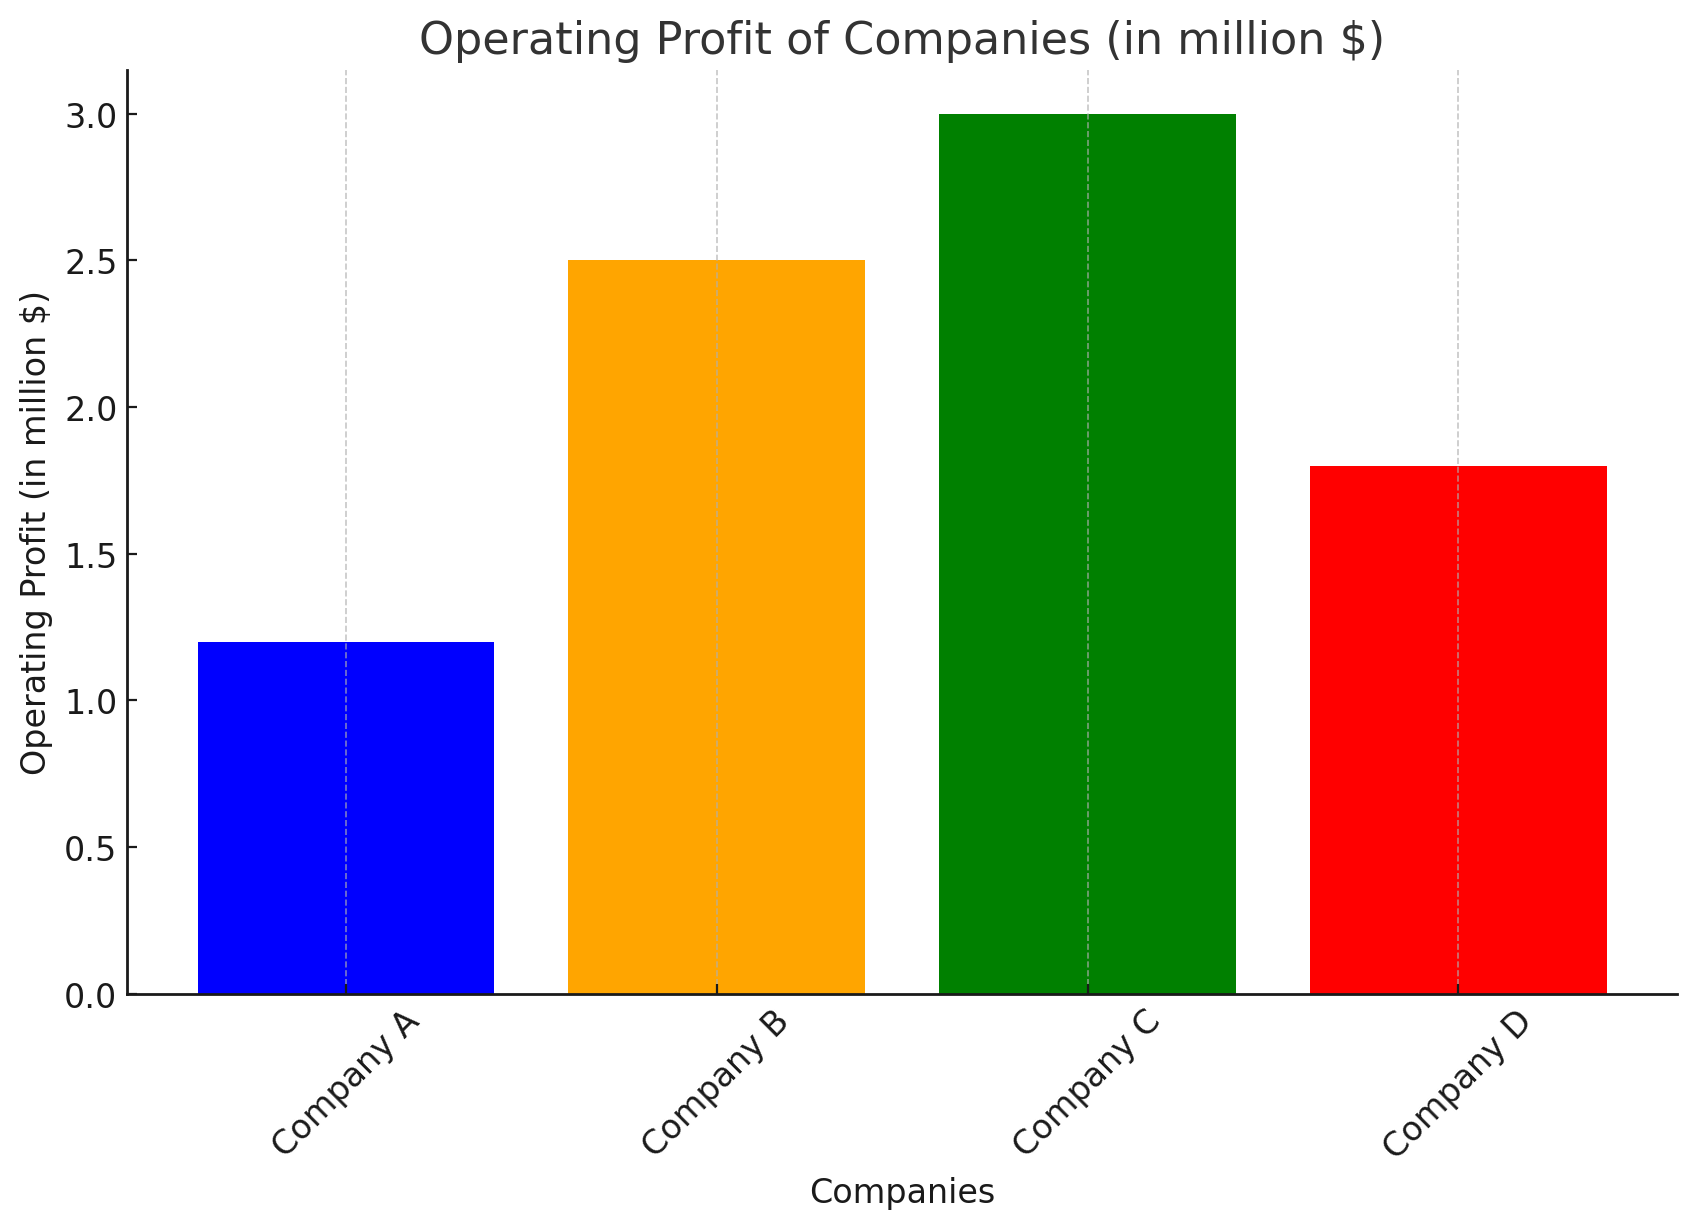 Operating Profit of Companies (in million $)
Operating Profit (in million $)
3.0
2.5
2.0
1.5
1.0
0.5
0.0
Company A
Company B
Company C
Company D
Companies